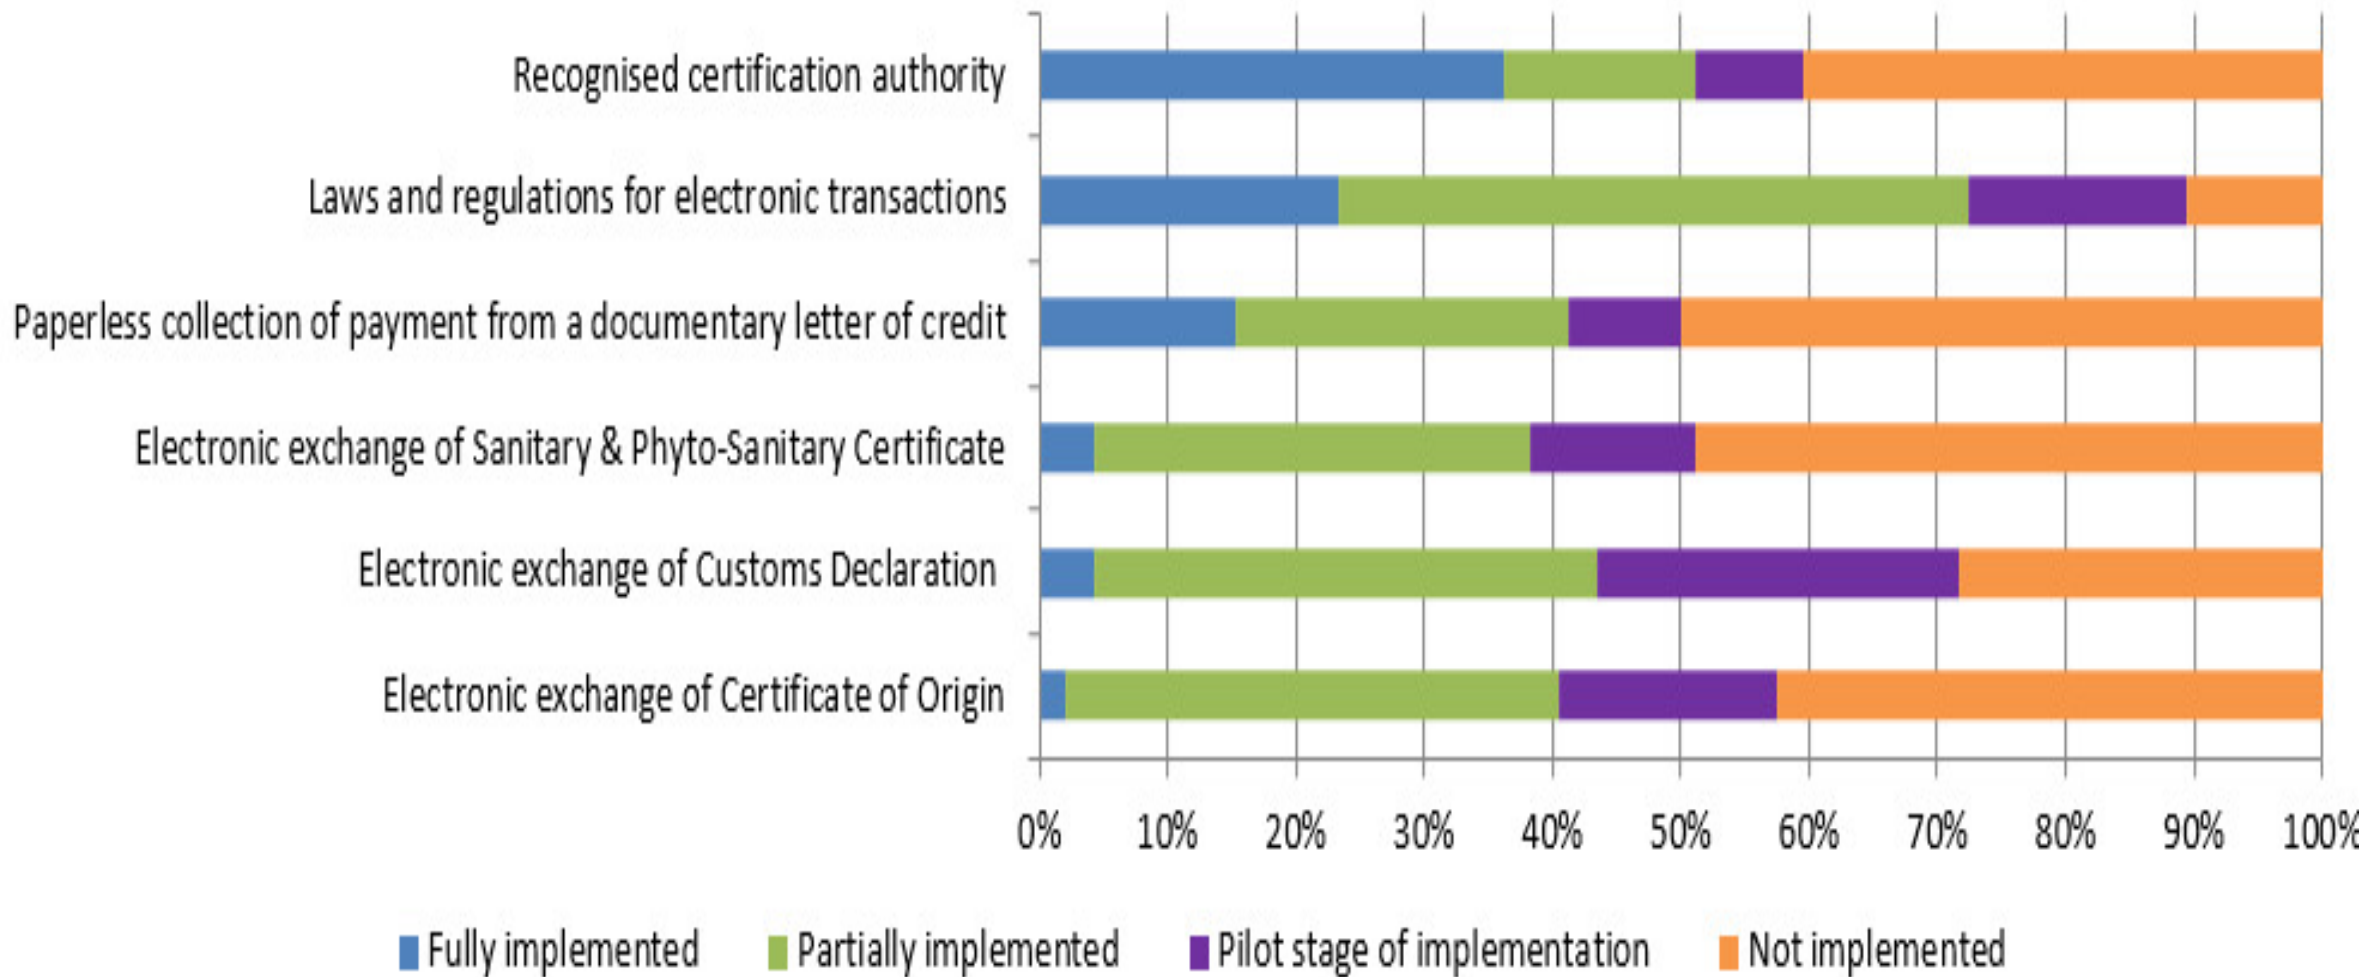 Recognised certification authority
Laws and regulations for electronic transactions
Paperless collection of payment from a documentary letter of credit
Electronic exchange of Sanitary & Phyto-Sanitary Certificate
Electronic exchange of Customs Declaration
Electronic exchange of Certificate of Origin
0% 10% 20% 30% 40% 50% 60% 70% 80% 90% 100%
Fully implemented Partially implemented Pilot stage of implementation Not implemented